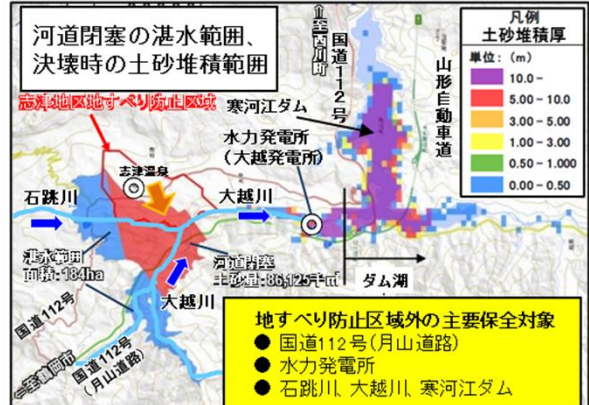 河道閉塞の湛水範囲、
決壊時の土砂堆積範囲
志津地区地すべり防止区域
⇐至西川町
国道112号
山形自動車道
凡例
土砂堆積厚
単位：（m）
10.0 -
5.00 - 10.0
3.00 - 5.00
1.00 - 3.00
0.50 - 1.000
0.00 - 0.50
寒河江ダム
水力発電所
（大越発電所）
志津温泉
石跳川
大越川
湛水範囲
面積：184ha
河道閉塞
土砂量：86,125千㎥
大越川
ダム湖
国道112号
国道112号
（月山道路）
⇐至鶴岡市
地すべり防止区域外の主要保全対象
● 国道112号（月山道路）
● 水力発電所
● 石跳川、大越川、寒河江ダム